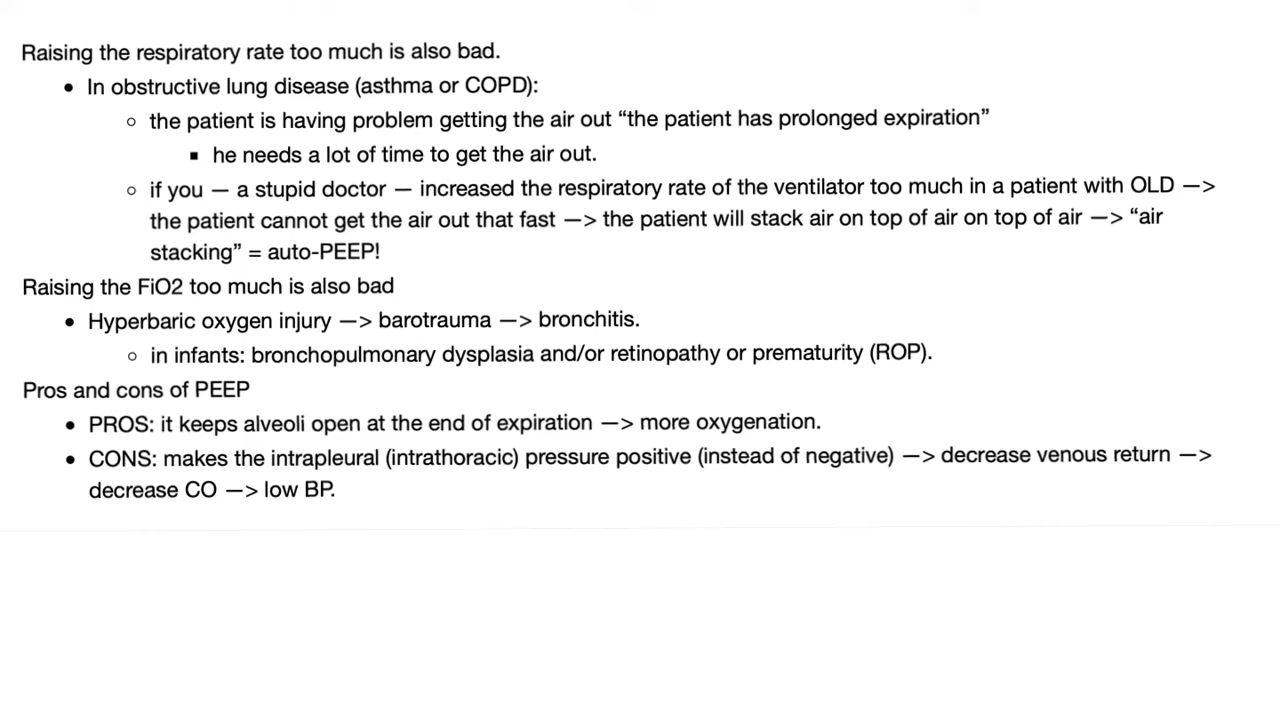 Raising the respiratory rate too much is also bad.
• In obstructive lung disease (asthma or COPD):
○ the patient is having problem getting the air out “the patient has prolonged expiration”
▪ he needs a lot of time to get the air out.
○ if you — a stupid doctor — increased the respiratory rate of the ventilator too much in a patient with OLD —>
the patient cannot get the air out that fast —> the patient will stack air on top of air on top of air —> “air
stacking” = auto-PEEP!
Raising the FiO2 too much is also bad
• Hyperbaric oxygen injury —> barotrauma —> bronchitis.
○ in infants: bronchopulmonary dysplasia and/or retinopathy or prematurity (ROP).
Pros and cons of PEEP
• PROS: it keeps alveoli open at the end of expiration —> more oxygenation.
• CONS: makes the intrapleural (intrathoracic) pressure positive (instead of negative) —> decrease venous return —>
decrease CO —> low BP.